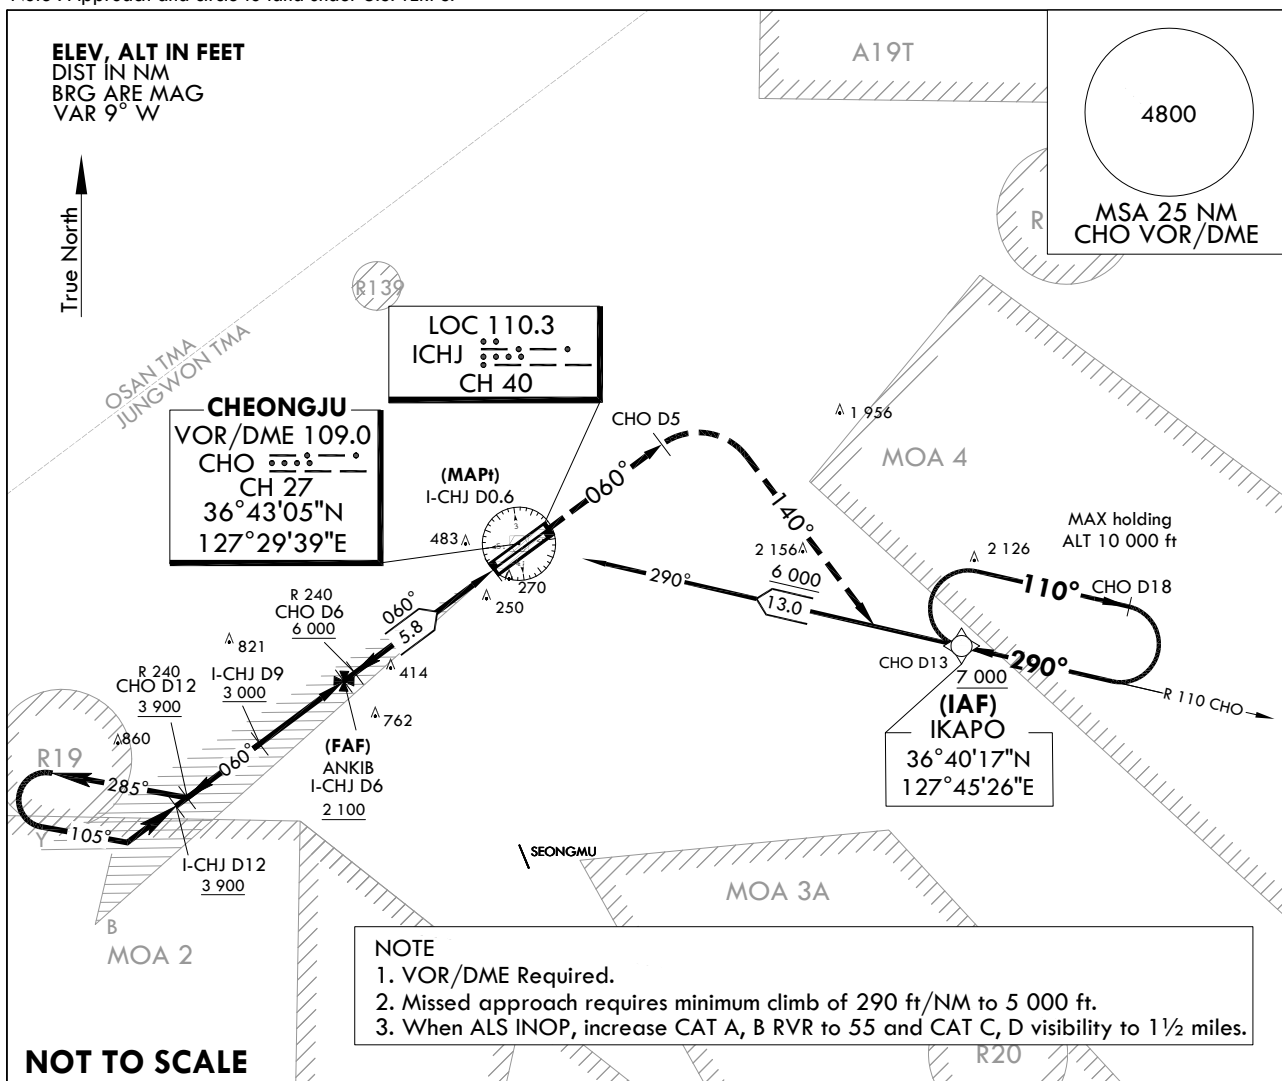 ELEV, ALT IN FEET
DIST IN NM
BRG ARE MAG
VAR 9° W
True North
A19T
4800
MSA 25 NM
CHO VOR/DME
R
R139
OSAN TMA
JUNGWON TMA
LOC 110.3
ICHJ
CH 40
CHEONGJU
VOR/DME 109.0
CHO
CH 27
36°43'05"N
127°29'39"E
(MAPt)
I-CHJ D0.6
CHO D5
060°
140°
1 956
MOA 4
MAX holding
ALT 10 000 ft
2 126
110°
CHO D18
290°
R 110 CHO
483
270
250
2 156
6 000
13.0
290°
CHO D13
7 000
(IAF)
IKAPO
36°40'17"N
127°45'26"E
R 240
CHO D6
6 000
060°
5.8
821
414
762
R 240
CHO D12
3 900
I-CHJ D9
3 000
(FAF)
ANKIB
I-CHJ D6
2 100
860
R19
060°
285°
105°
Y
I-CHJ D12
3 900
B
MOA 2
SEONGMU
MOA 3A
NOTE
1. VOR/DME Required.
2. Missed approach requires minimum climb of 290 ft/NM to 5 000 ft.
3. When ALS INOP, increase CAT A, B RVR to 55 and CAT C, D visibility to 1½ miles.
R20
NOT TO SCALE